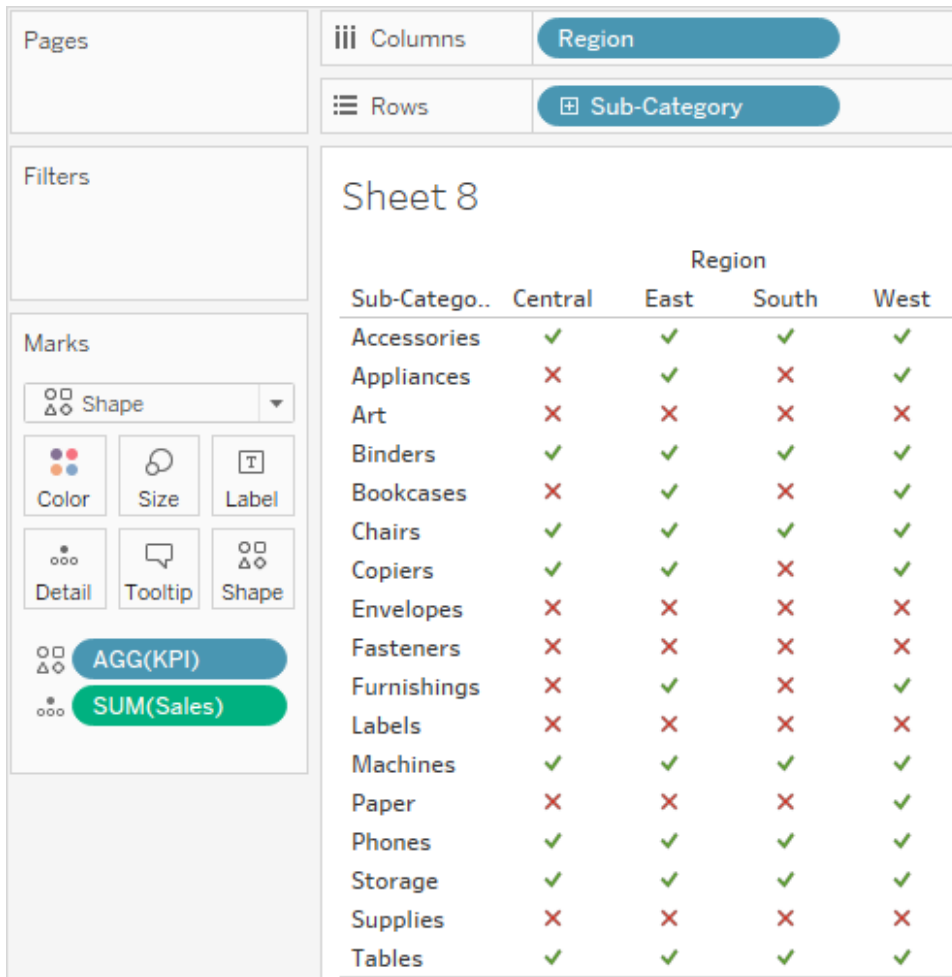 Pages
Columns
Region
Rows
Sub-Category
Filters
Sheet 8
Region
Sub-Catego.. Central East South West
Accessories
Appliances
Art
Binders
Bookcases
Chairs
Copiers
Envelopes
Fasteners
Furnishings
Labels
Machines
Paper
Phones
Storage
Supplies
Tables
Marks
Shape
Color Size Label
Detail Tooltip Shape
AGG(KPI)
SUM(Sales)